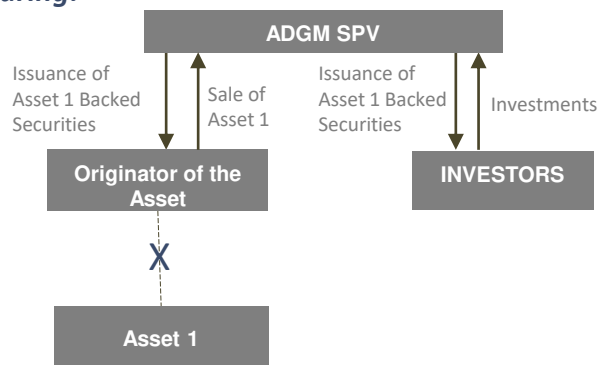 ADGM SPV
Issuance of
Asset 1 Backed
Securities
Sale of
Asset 1
Issuance of
Asset 1 Backed
Securities
Investments
Originator of the
Asset
INVESTORS
X
Asset 1